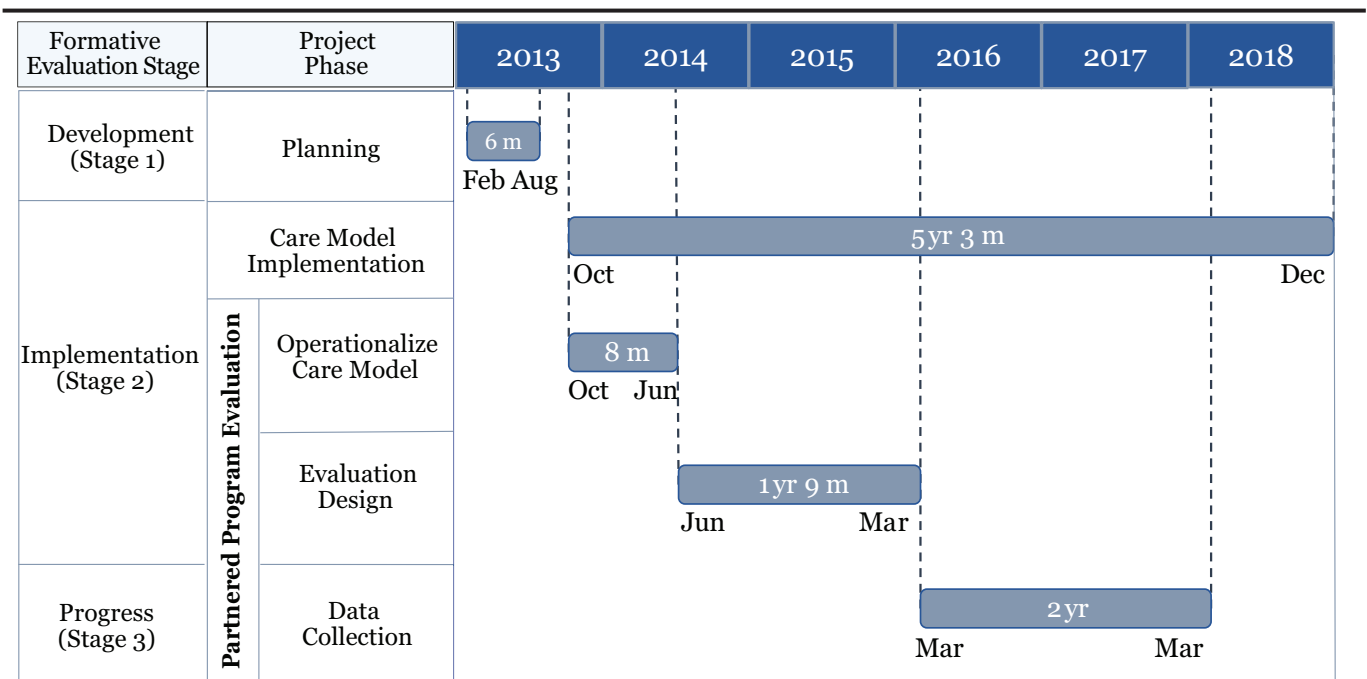 Formative
Evaluation Stage
Project
Phase
2013
2014
2015
2016
2017
2018
Development
(Stage 1)
Planning
6 m
Feb Aug
Care Model
Implementation
5 yr 3 m
Oct
Dec
Implementation
(Stage 2)
Partnered Program Evaluation
Operationalize
Care Model
8 m
Oct
Jun
Evaluation
Design
1 yr 9 m
Jun
Mar
Progress
(Stage 3)
Data
Collection
2 yr
Mar
Mar